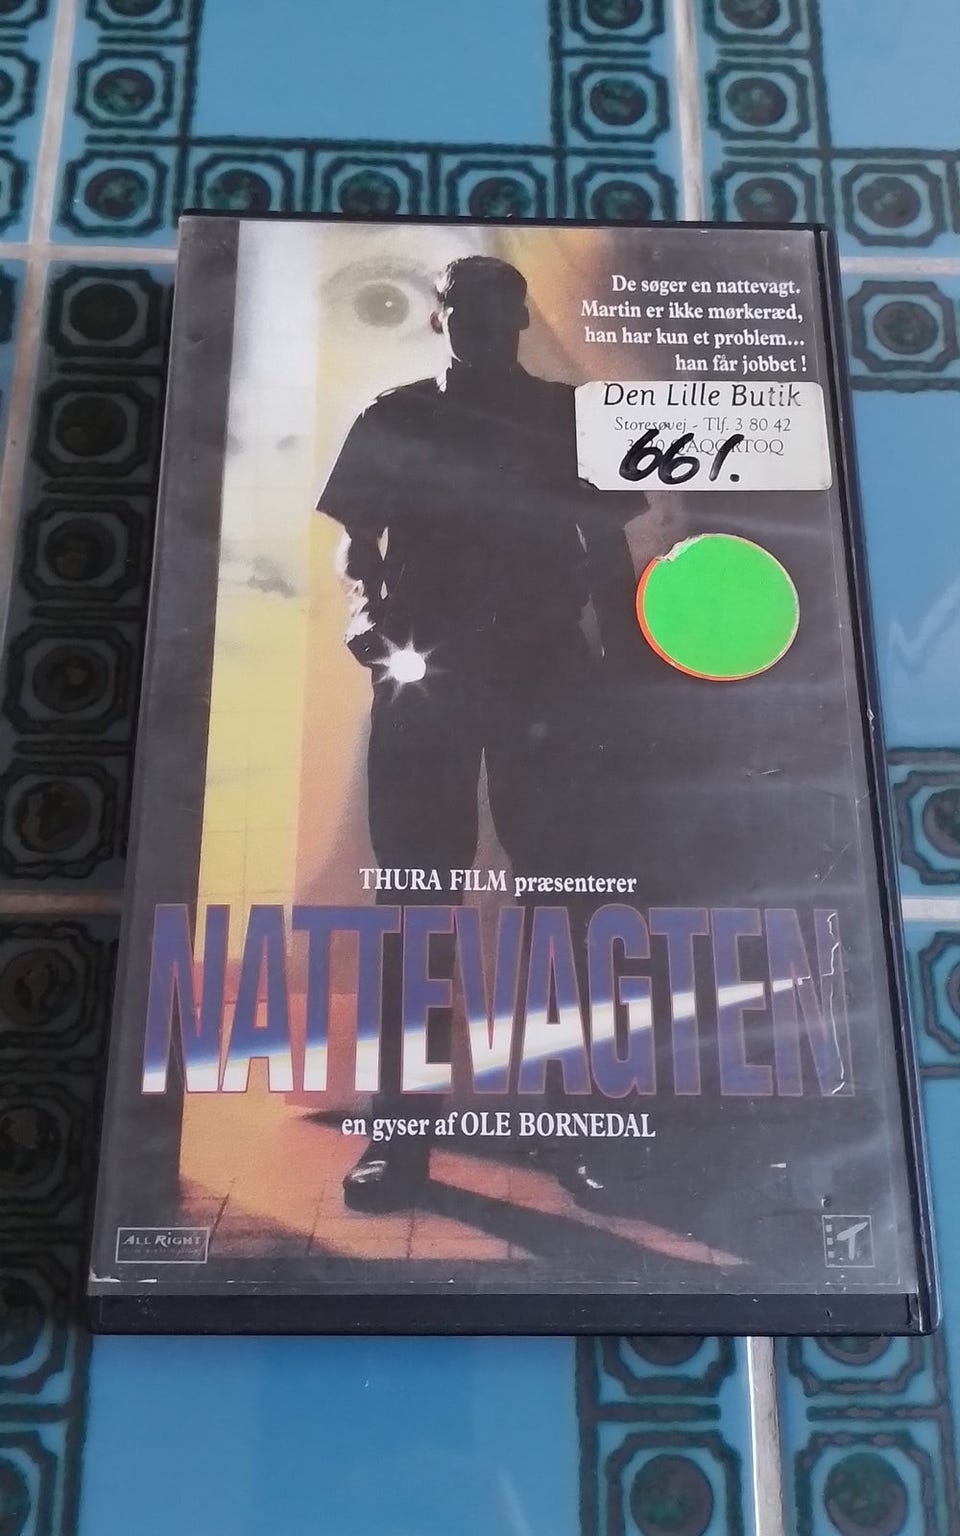 De søger en nattevagt.
Martin er ikke mørkeræd,
han har kun et problem...
han får jobbet !
Den Lille Butik
Storesøvej - Tlf. 3 80 42
661.
THURA FILM præsenterer
NATTEVAGTEN
en gyser af OLE BORNEDAL
ALL RIGHT
T